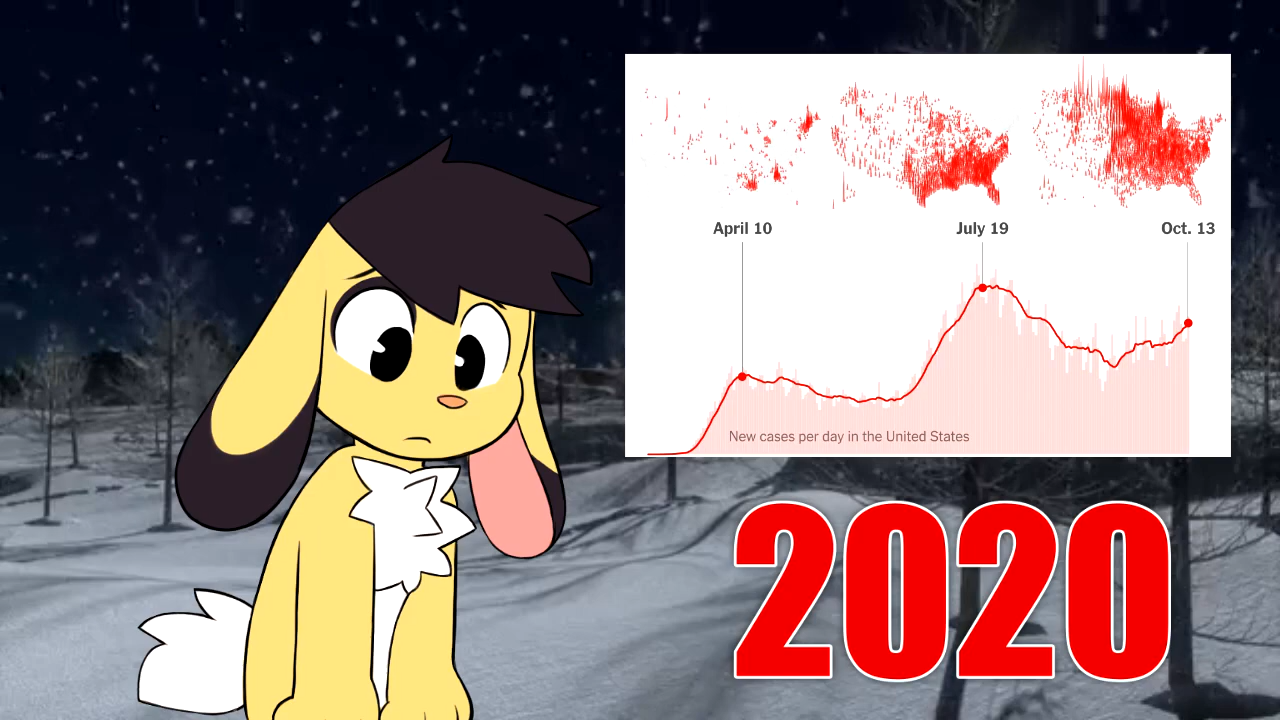 April 10
July 19
Oct. 13
New cases per day in the United States
2020